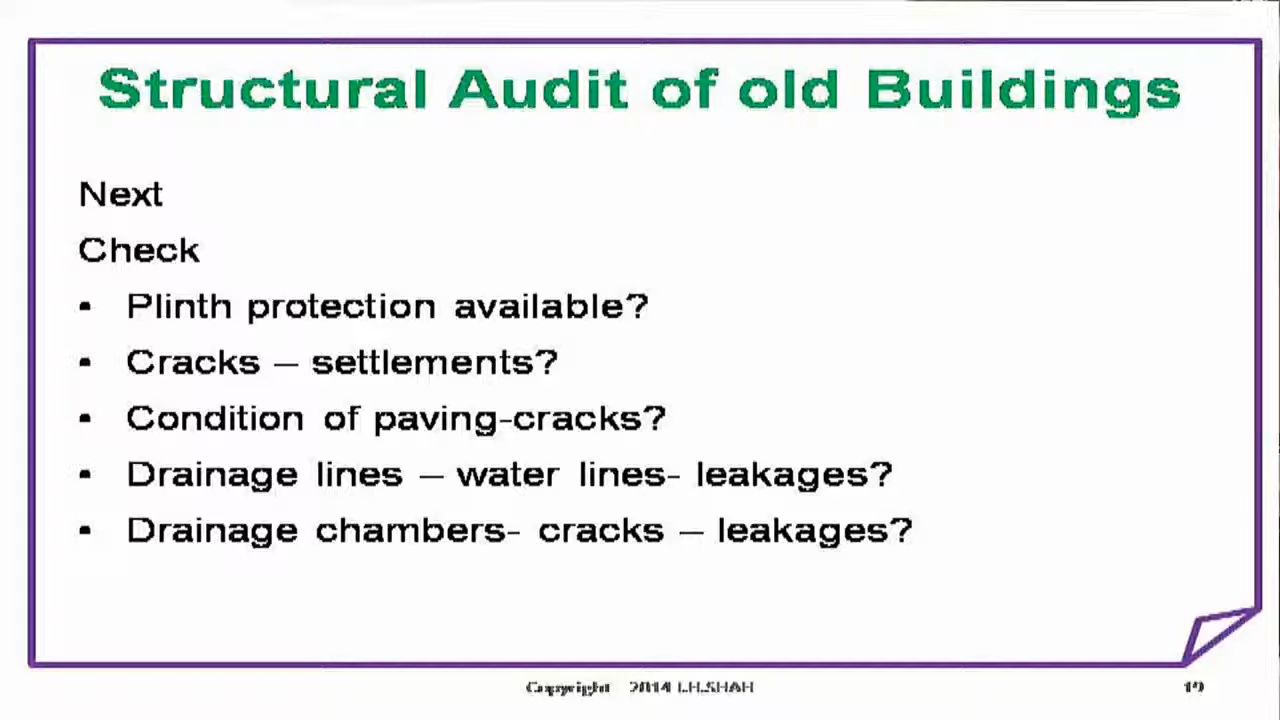 Structural Audit of old Buildings
Next
Check
▪ Plinth protection available?
▪ Cracks – settlements?
▪ Condition of paving-cracks?
▪ Drainage lines – water lines- leakages?
▪ Drainage chambers- cracks – leakages?
Copyright 2014 J.H.SHAH